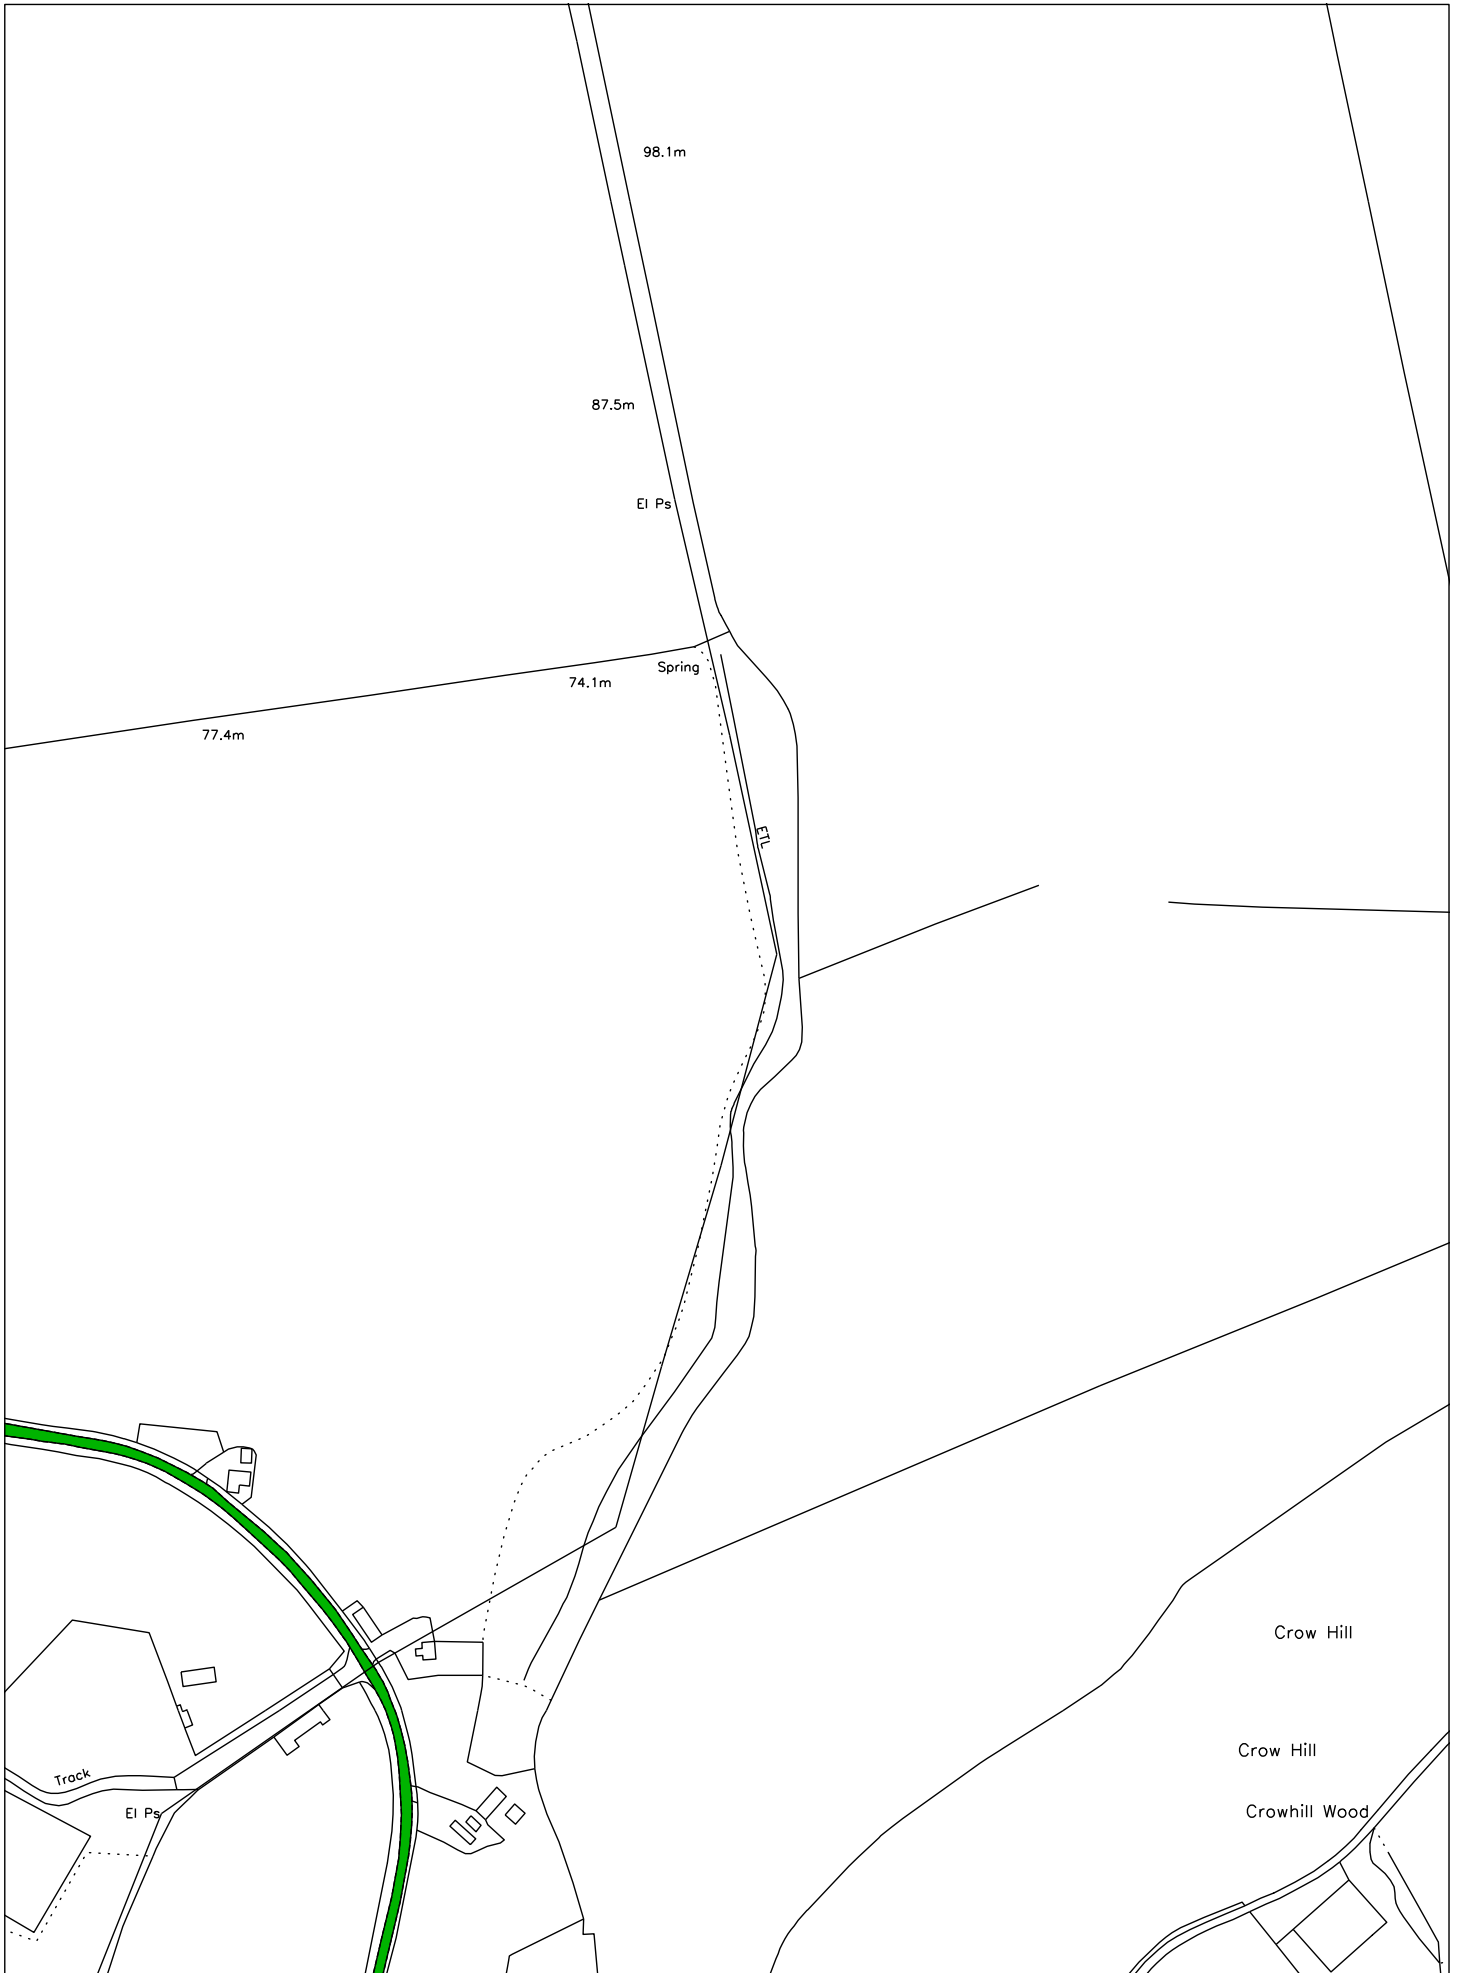 98.1m
87.5m
El Ps
Spring
74.1m
77.4m
ETL
Crow Hill
Crow Hill
Track
El Ps
Crowhill Wood